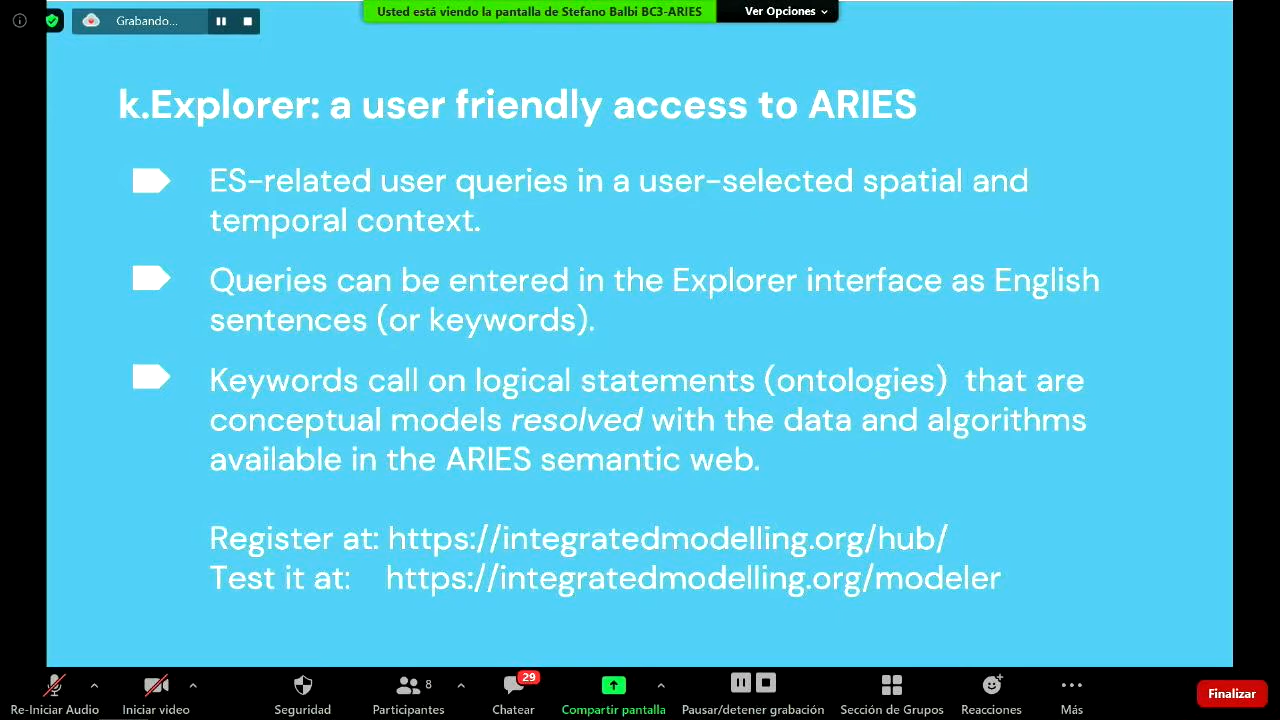 Grabando...
Usted está viendo la pantalla de Stefano Balbi BC3-ARIES
Ver Opciones
k.Explorer: a user friendly access to ARIES
ES-related user queries in a user-selected spatial and
temporal context.
Queries can be entered in the Explorer interface as English
sentences (or keywords).
Keywords call on logical statements (ontologies)  that are
conceptual models resolved with the data and algorithms
available in the ARIES semantic web.
Register at: https://integratedmodelling.org/hub/
Test it at: https://integratedmodelling.org/modeler
8
29
Re-Iniciar Audio
Iniciar video
Seguridad
Participantes
Chatear
Compartir pantalla
Pausar/detener grabación
Sección de Grupos
Reacciones
Más
Finalizar